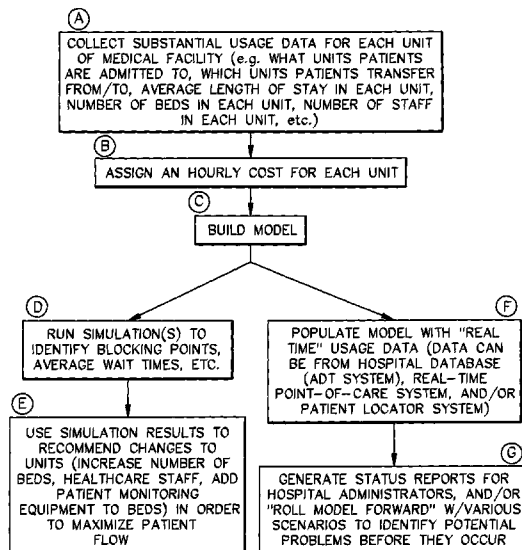 A
COLLECT SUBSTANTIAL USAGE DATA FOR EACH UNIT
OF MEDICAL FACILITY (e.g. WHAT UNITS PATIENTS
ARE ADMITTED TO, WHICH UNITS PATIENTS TRANSFER
FROM/TO, AVERAGE LENGTH OF STAY IN EACH UNIT,
NUMBER OF BEDS IN EACH UNIT, NUMBER OF STAFF
IN EACH UNIT, etc.)
B
ASSIGN AN HOURLY COST FOR EACH UNIT
C
BUILD MODEL
D
RUN SIMULATION(S) TO
IDENTIFY BLOCKING POINTS,
AVERAGE WAIT TIMES, ETC.
E
USE SIMULATION RESULTS TO
RECOMMEND CHANGES TO
UNITS (INCREASE NUMBER OF
BEDS, HEALTHCARE STAFF, ADD
PATIENT MONITORING
EQUIPMENT TO BEDS) IN ORDER
TO MAXIMIZE PATIENT
FLOW
F
POPULATE MODEL WITH "REAL
TIME" USAGE DATA (DATA CAN
BE FROM HOSPITAL DATABASE
(ADT SYSTEM), REAL-TIME
POINT-OF-CARE SYSTEM, AND/OR
PATIENT LOCATOR SYSTEM)
G
GENERATE STATUS REPORTS FOR
HOSPITAL ADMINISTRATORS, AND/OR
"ROLL MODEL FORWARD" W/VARIOUS
SCENARIOS TO IDENTIFY POTENTIAL
PROBLEMS BEFORE THEY OCCUR